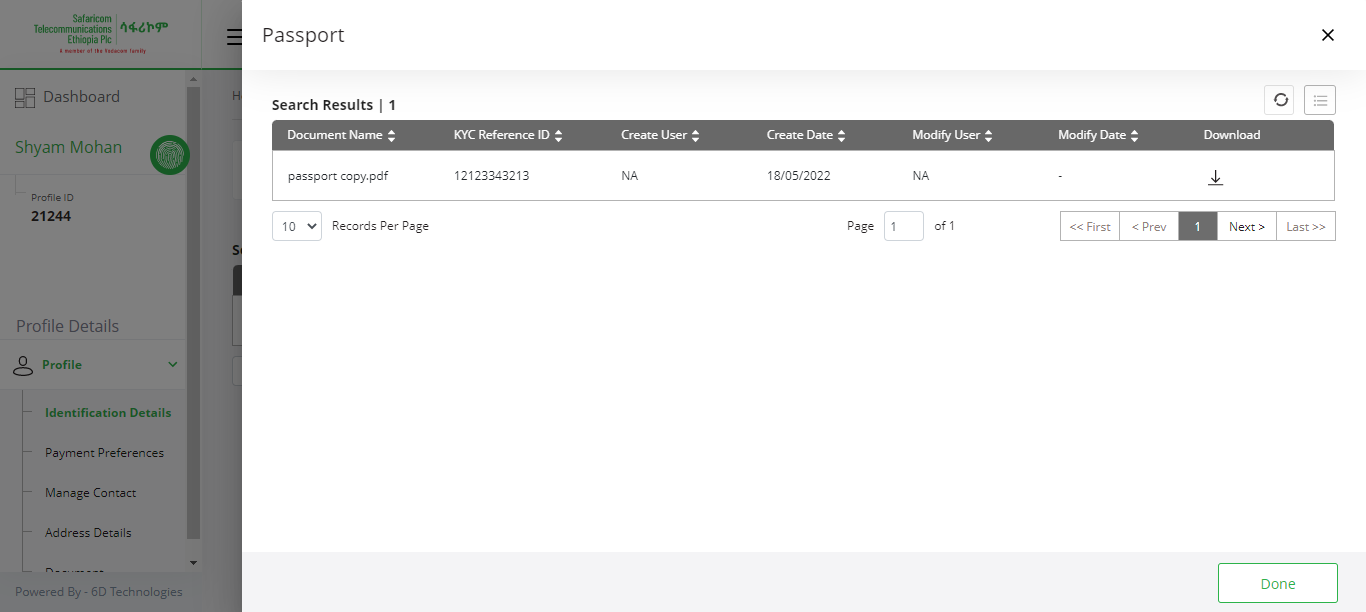 Safaricom
Telecommunications
Ethiopia Plc
ሳፋሪኮም
A member of the Vodacom family
Passport
Dashboard
Shyam Mohan
Profile ID
21244
Profile Details
Profile
Identification Details
Payment Preferences
Manage Contact
Address Details
Powered By - 6D Technologies
Search Results | 1
Document Name KYC Reference ID Create User Create Date Modify User Modify Date Download
passport copy.pdf 12123343213 NA 18/05/2022 NA -
10 Records Per Page Page 1 of 1 << First < Prev 1 Next > Last >>
Done